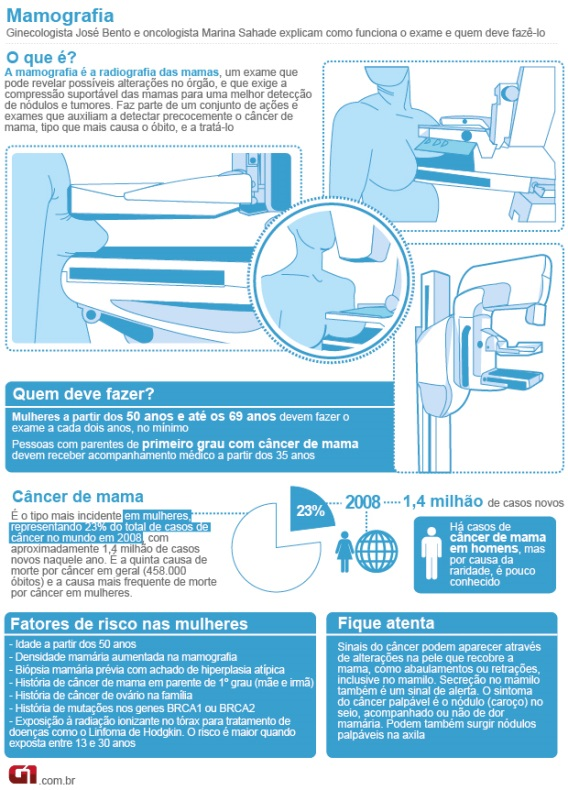 Mamografia
Ginecologista José Bento e oncologista Marina Sahade explicam como funciona o exame e quem deve fazê-lo
O que é?
A mamografia é a radiografia das mamas, um exame que
pode revelar possíveis alterações no órgão, e que exige a
compressão suportável das mamas para uma melhor detecção
de nódulos e tumores. Faz parte de um conjunto de ações e
exames que auxiliam a detectar precocemente o câncer de
mama, tipo que mais causa o óbito, e a tratá-lo
Quem deve fazer?
Mulheres a partir dos 50 anos e até os 69 anos devem fazer o
exame a cada dois anos, no mínimo
Pessoas com parentes de primeiro grau com câncer de mama
devem receber acompanhamento médico a partir dos 35 anos
Câncer de mama
É o tipo mais incidente em mulheres,
representando 23% do total de casos de
câncer no mundo em 2008, com
aproximadamente 1,4 milhão de casos
novos naquele ano. É a quinta causa de
morte por câncer em geral (458.000
óbitos) e a causa mais frequente de morte
por câncer em mulheres.
23%
2008
1,4 milhão de casos novos
Há casos de
câncer de mama
em homens, mas
por causa da
raridade, é pouco
conhecido
Fatores de risco nas mulheres
- Idade a partir dos 50 anos
- Densidade mamária aumentada na mamografia
- Biópsia mamária prévia com achado de hiperplasia atípica
- História de câncer de mama em parente de 1º grau (mãe e irmã)
- História de câncer de ovário na família
- História de mutações nos genes BRCA1 ou BRCA2
- Exposição à radiação ionizante no tórax para tratamento de
doenças como o Linfoma de Hodgkin. O risco é maior quando
exposta entre 13 e 30 anos
Fique atenta
Sinais do câncer podem aparecer através
de alterações na pele que recobre a
mama, como abaulamentos ou retrações,
inclusive no mamilo. Secreção no mamilo
também é um sinal de alerta. O sintoma
do câncer palpável é o nódulo (caroço) no
seio, acompanhado ou não de dor
mamária. Podem também surgir nódulos
palpáveis na axila
G1.com.br